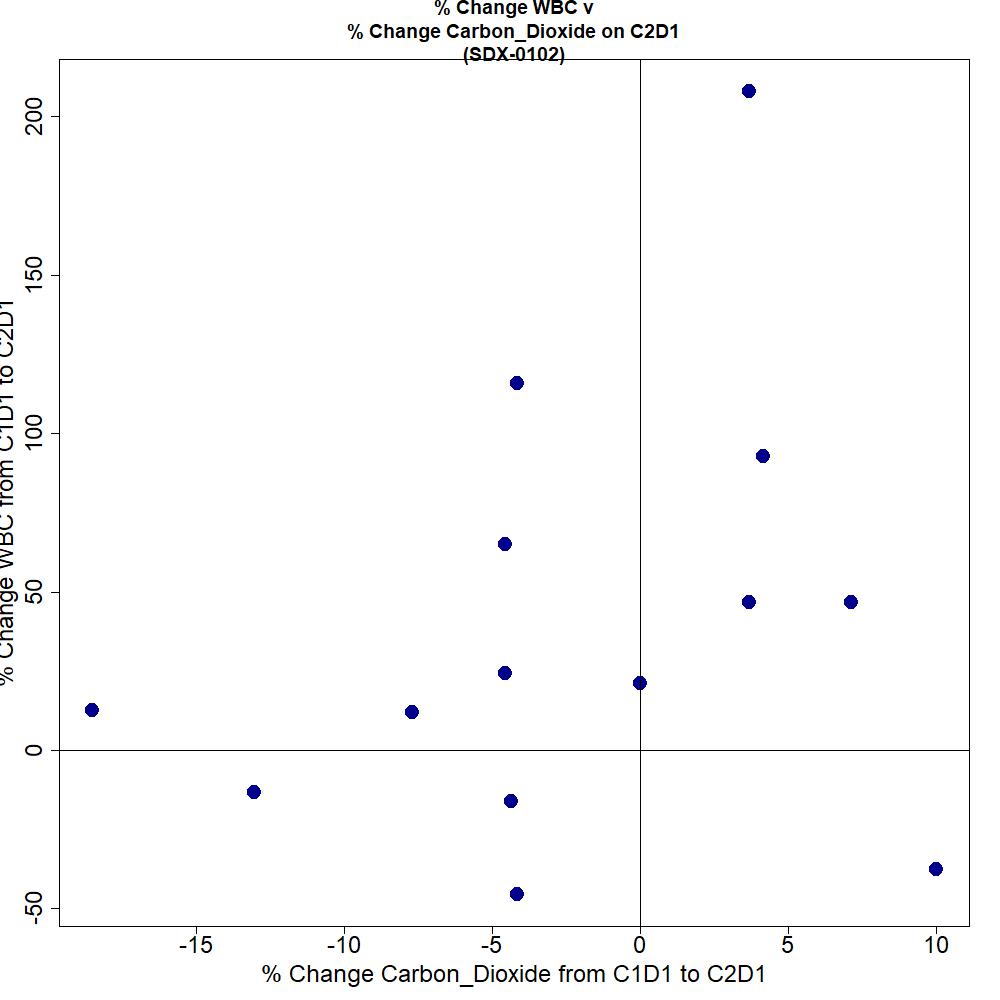 % Change WBC v
% Change Carbon_Dioxide on C2D1
(SDX-0102)
200
150
100
50
0
-50
% Change WBC from C1D1 to C2D1
-15
-10
-5
0
5
10
% Change Carbon_Dioxide from C1D1 to C2D1